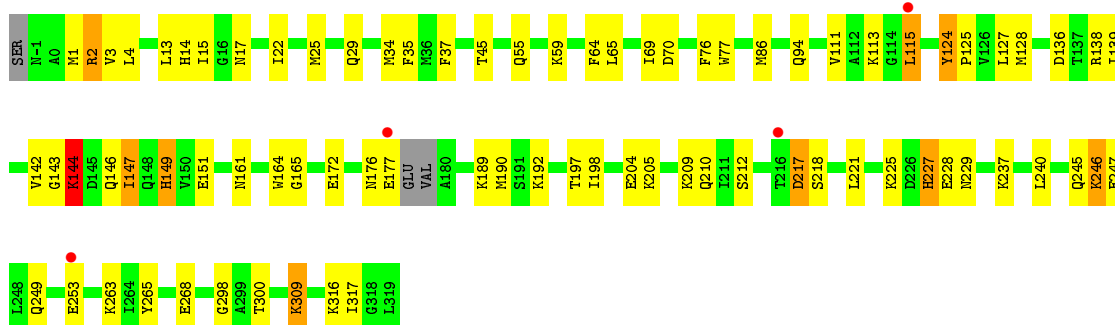 SER N-1 A0 M1 R2 V3 L4 L13 H14 I15 G16 N17 I22 M25 Q29 M34 F35 M36 F37 T45 Q55 K59 F64 L65 I69 D70 F76 W77 M86 Q94 V111 A112 K113 G114 L115 Y124 P125 V126 L127 M128 D136 T137 R138
V142 G143 K144 D145 Q146 I147 Q148 H149 V150 E151 N161 W164 G165 E172 N176 E177 GLU VAL A180 K189 M190 S191 K192 T197 I198 E204 K205 K209 Q210 I211 S212 T216 D217 S218 L221 K225 D226 H227 E228 N229 K237 L240 Q245 K246
L248 Q249 E253 K263 I264 Y265 E268 G298 A299 T300 K309 K316 I317 G318 L319